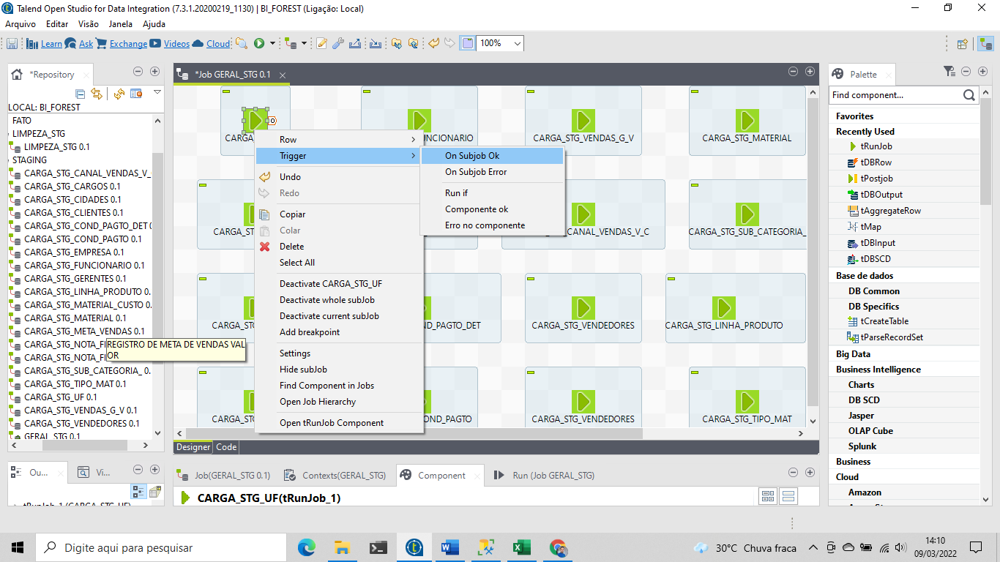 Talend Open Studio for Data Integration (7.3.1.20200219_1130) | BI_FOREST (Ligação: Local)
Arquivo Editar Visão Janela Ajuda
Learn Ask Exchange Videos Cloud 100%
*Repository
LOCAL: BI_FOREST
FATO
LIMPEZA_STG
LIMPEZA_STG 0.1
STAGING
CARGA_STG_CANAL_VENDAS_V_
CARGA_STG_CARGOS 0.1
CARGA_STG_CIDADES 0.1
CARGA_STG_CLIENTES 0.1
CARGA_STG_COND_PAGTO_DET 0
CARGA_STG_COND_PAGTO 0.1
CARGA_STG_EMPRESA 0.1
CARGA_STG_FUNCIONARIO 0.1
CARGA_STG_GERENTES 0.1
CARGA_STG_LINHA_PRODUTO 0.
CARGA_STG_MATERIAL_CUSTO 0.
CARGA_STG_MATERIAL 0.1
CARGA_STG_META_VENDAS 0.1
CARGA_STG_NOTA_FI
CARGA_STG_NOTA_FI
REGISTRO DE META DE VENDAS VAL
OR
CARGA_STG_SUB_CATEGORIA_ 0.
CARGA_STG_TIPO_MAT 0.1
CARGA_STG_UF 0.1
CARGA_STG_VENDAS_G_V 0.1
CARGA_STG_VENDEDORES 0.1
GERAL_STG 0.1
Ou...
Vi...
tRunJob_1 (CARGA_STG_UF)
*Job GERAL_STG 0.1
CARGA_
NCIONARIO
CARGA_STG_VENDAS_G_V
CARGA_STG_MATERIAL
CARGA_ST
_CANAL_VENDAS_V_C
CARGA_STG_SUB_CATEGORIA_
CARGA_STG
ND_PAGTO_DET
CARGA_STG_VENDEDORES
CARGA_STG_LINHA_PRODUTO
CARGA_STG
OND_PAGTO
CARGA_STG_VENDEDORES
CARGA_STG_TIPO_MAT
Row
Trigger
Undo
Redo
Copiar
Colar
Delete
Select All
Deactivate CARGA_STG_UF
Deactivate whole subJob
Deactivate current subJob
Add breakpoint
Settings
Hide subJob
Find Component in Jobs
Open Job Hierarchy
Open tRunJob Component
On Subjob Ok
On Subjob Error
Run if
Componente ok
Erro no componente
Designer Code
Job(GERAL_STG 0.1) Contexts(GERAL_STG) Component Run (Job GERAL_STG)
CARGA_STG_UF(tRunJob_1)
Palette
Find component...
Favorites
Recently Used
tRunJob
tDBRow
tPostjob
tDBOutput
tAggregateRow
tMap
tDBInput
tDBSCD
Base de dados
DB Common
DB Specifics
tCreateTable
tParseRecordSet
Big Data
Business Intelligence
Charts
DB SCD
Jasper
OLAP Cube
Splunk
Business
Cloud
Amazon
Digite aqui para pesquisar
30°C Chuva fraca
14:10
09/03/2022